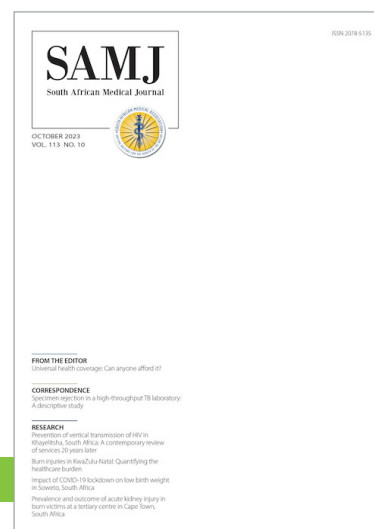 ISSN 2078-5135
SAMJ
South African Medical Journal
OCTOBER 2023
VOL. 113 NO. 10
FROM THE EDITOR
Universal health coverage: Can anyone afford it?
CORRESPONDENCE
Specimen rejection in a high-throughput TB laboratory:
A descriptive study
RESEARCH
Prevention of vertical transmission of HIV in
Khayelitsha, South Africa: A contemporary review
of services 20 years later
Burn injuries in KwaZulu-Natal: Quantifying the
healthcare burden
Impact of COVID-19 lockdown on low birth weight
in Soweto, South Africa
Prevalence and outcome of acute kidney injury in
burn victims at a tertiary centre in Cape Town,
South Africa